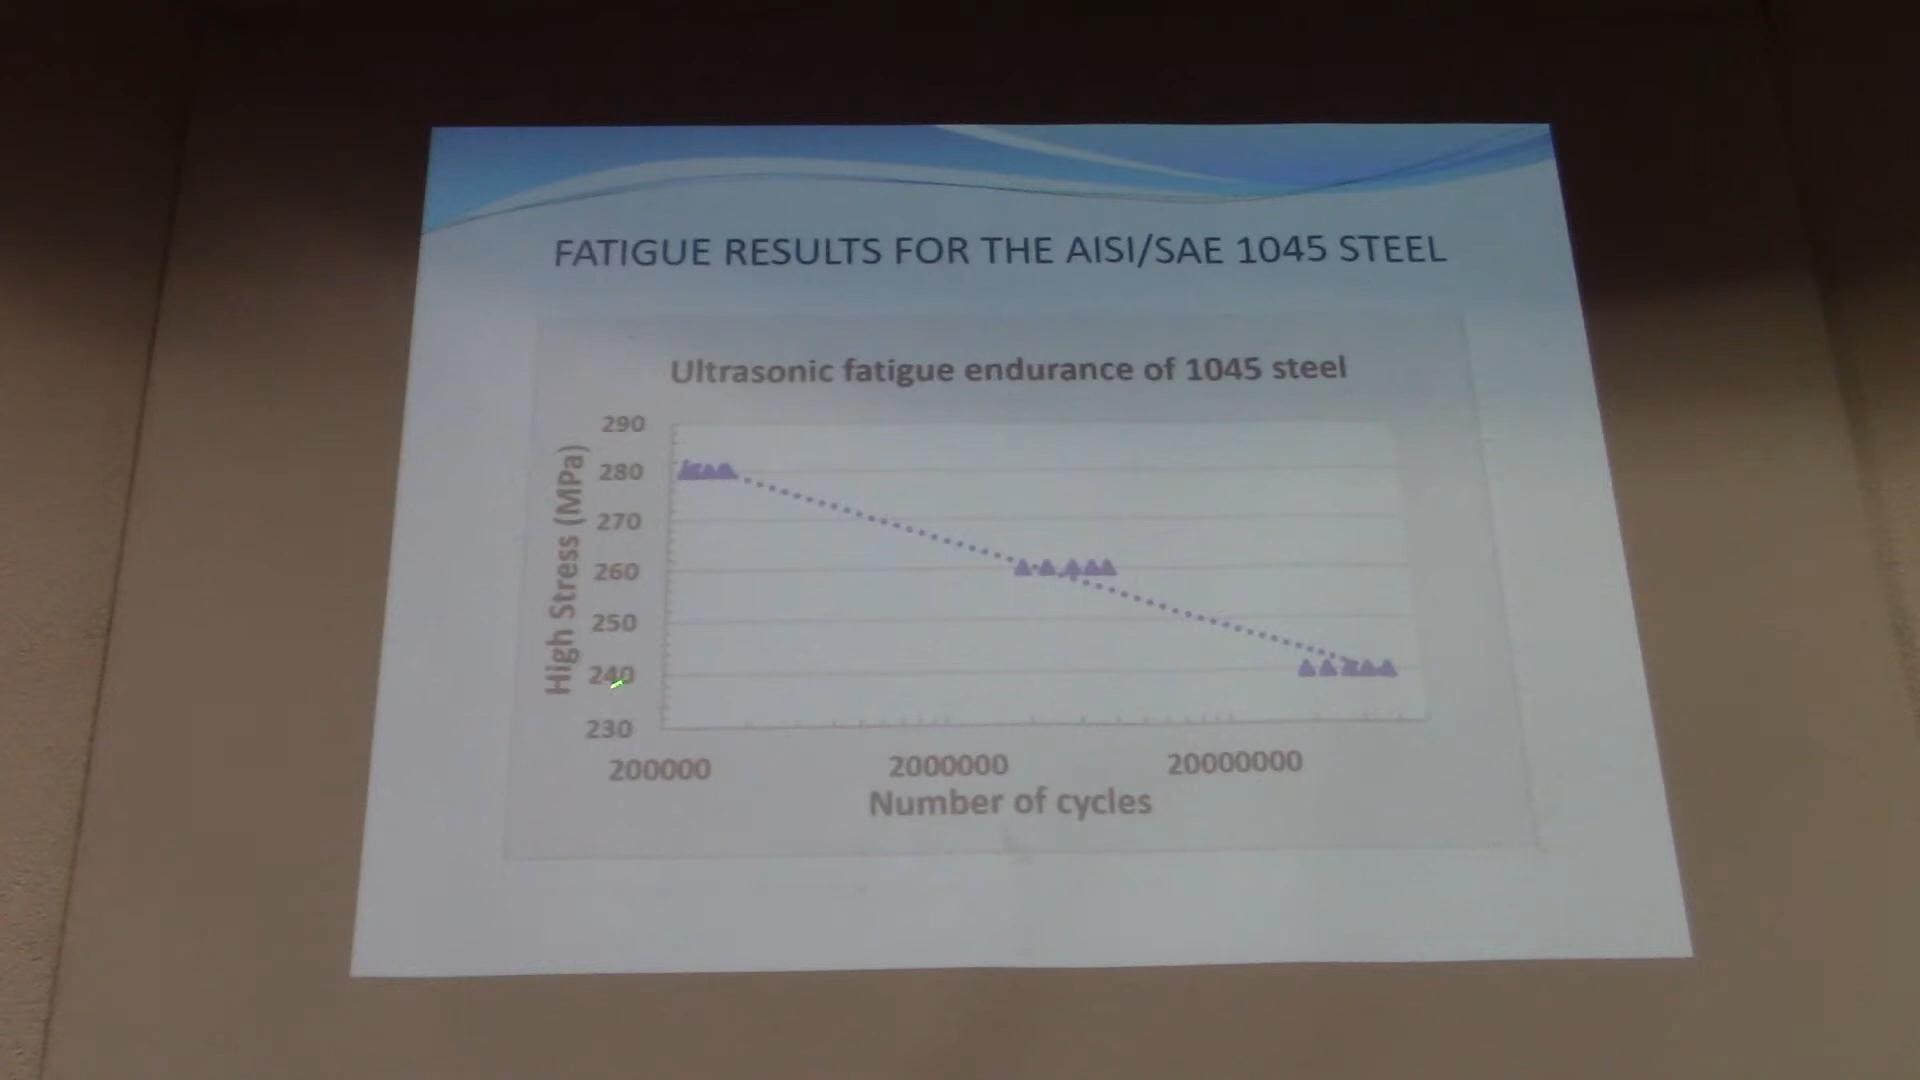 FATIGUE RESULTS FOR THE AISI/SAE 1045 STEEL
Ultrasonic fatigue endurance of 1045 steel
High Stress (MPa)
290
280
270
260
250
240
230
200000 2000000 20000000
Number of cycles